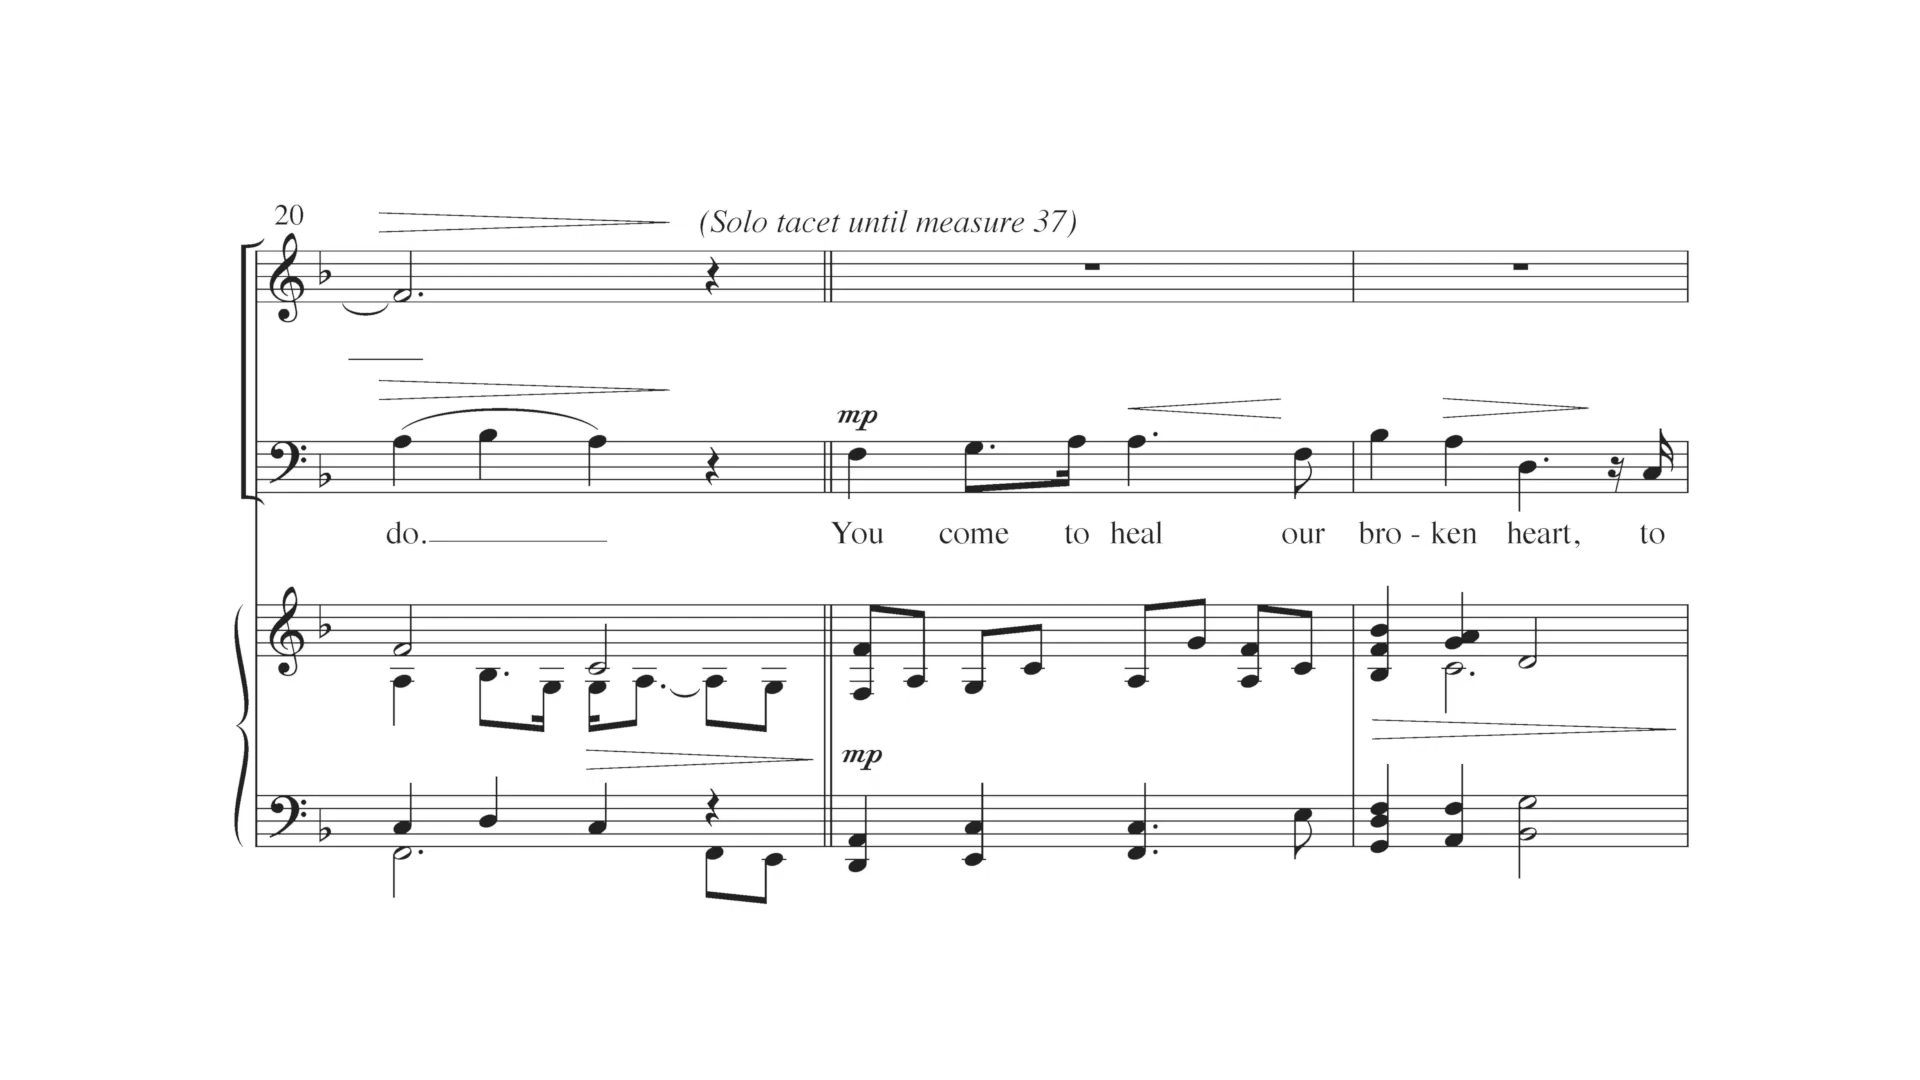 20
(Solo tacet until measure 37)
mp
do. You come to heal our bro - ken heart, to
mp